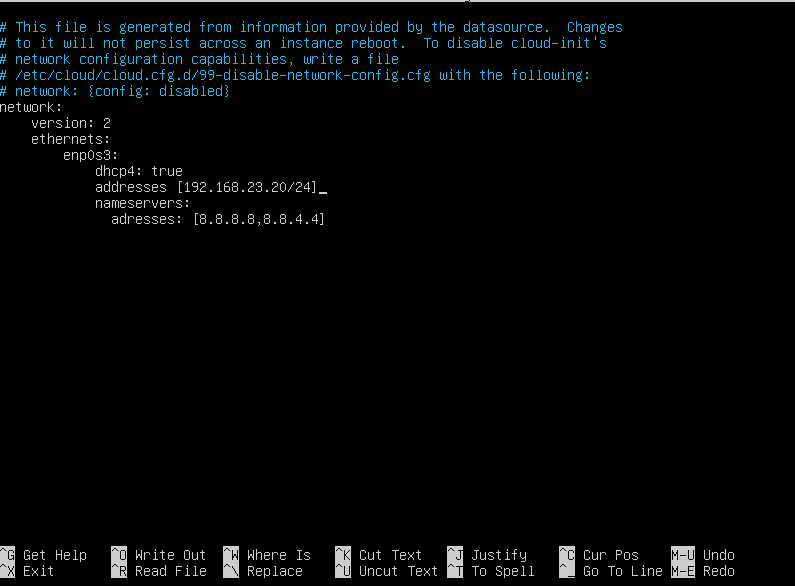 # This file is generated from information provided by the datasource.  Changes
# to it will not persist across an instance reboot.  To disable cloud-init's
# network configuration capabilities, write a file
# /etc/cloud/cloud.cfg.d/99-disable-network-config.cfg with the following:
# network: {config: disabled}
network:
    version: 2
    ethernets:
        enp0s3:
            dhcp4: true
            addresses [192.168.23.20/24]_
            nameservers:
              adresses: [8.8.8.8,8.8.4.4]
^G Get Help   ^O Write Out  ^W Where Is   ^K Cut Text   ^J Justify    ^C Cur Pos    M-U Undo
^X Exit       ^R Read File  ^\ Replace    ^U Uncut Text ^T To Spell   ^_ Go To Line M-E Redo